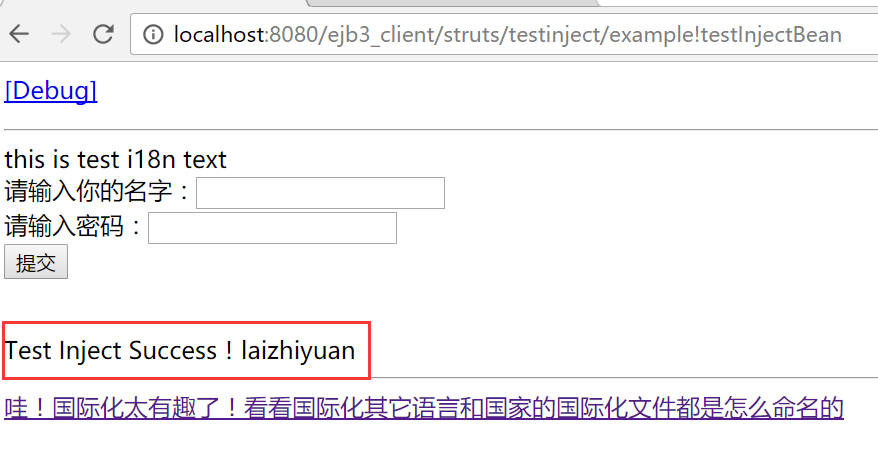 localhost:8080/ejb3_client/struts/testinject/example!testInjectBean
[Debug]
this is test i18n text
请输入你的名字：
请输入密码：
提交
Test Inject Success！laizhiyuan
哇！国际化太有趣了！看看国际化其它语言和国家的国际化文件都是怎么命名的